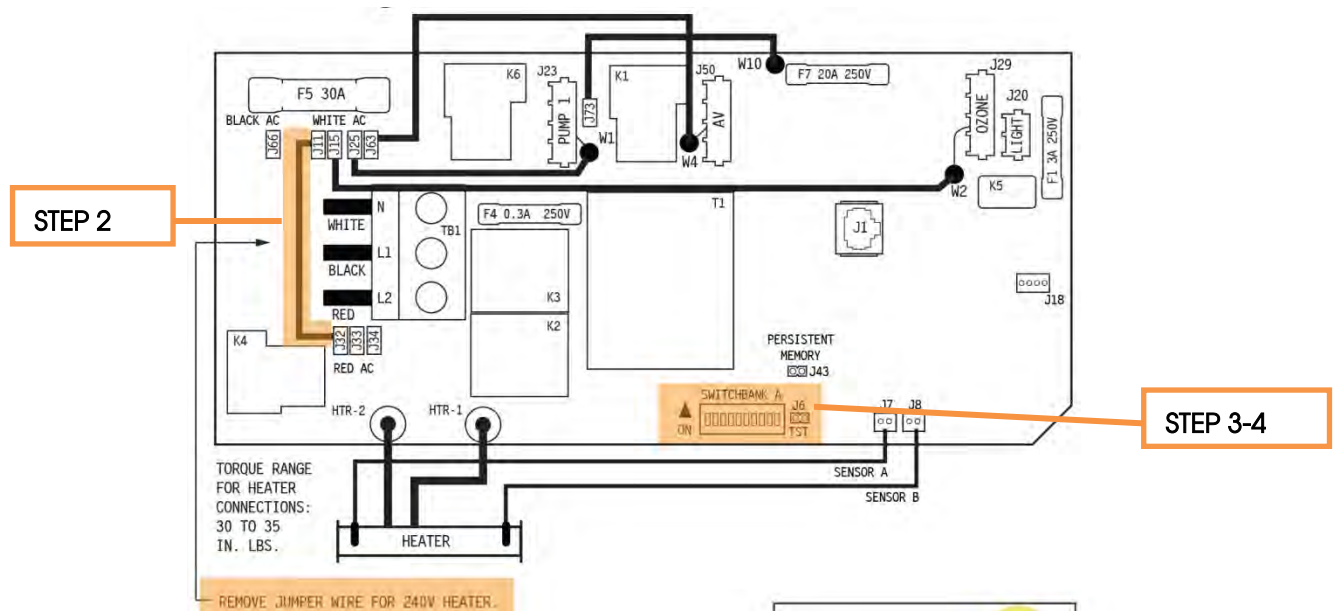 K6
J23
K1
J50
W10
F7 20A 250V
J29
F5 30A
PUMP 1
J73
AV
OZONE
J20
LIGHT
F1 3A 250V
BLACK AC
WHITE AC
J66
J11
J15
J25
J63
W1
W4
W2
K5
STEP 2
N
WHITE
TB1
F4 0.3A 250V
T1
J1
L1
BLACK
L2
RED
K3
K2
J18
K4
J32
J33
J34
RED AC
PERSISTENT
MEMORY
J43
SWITCHBANK A
J6
ON
TST
J7
J8
STEP 3-4
HTR-2
HTR-1
TORQUE RANGE
FOR HEATER
CONNECTIONS:
30 TO 35
IN. LBS.
SENSOR A
SENSOR B
HEATER
REMOVE JUMPER WIRE FOR 240V HEATER.